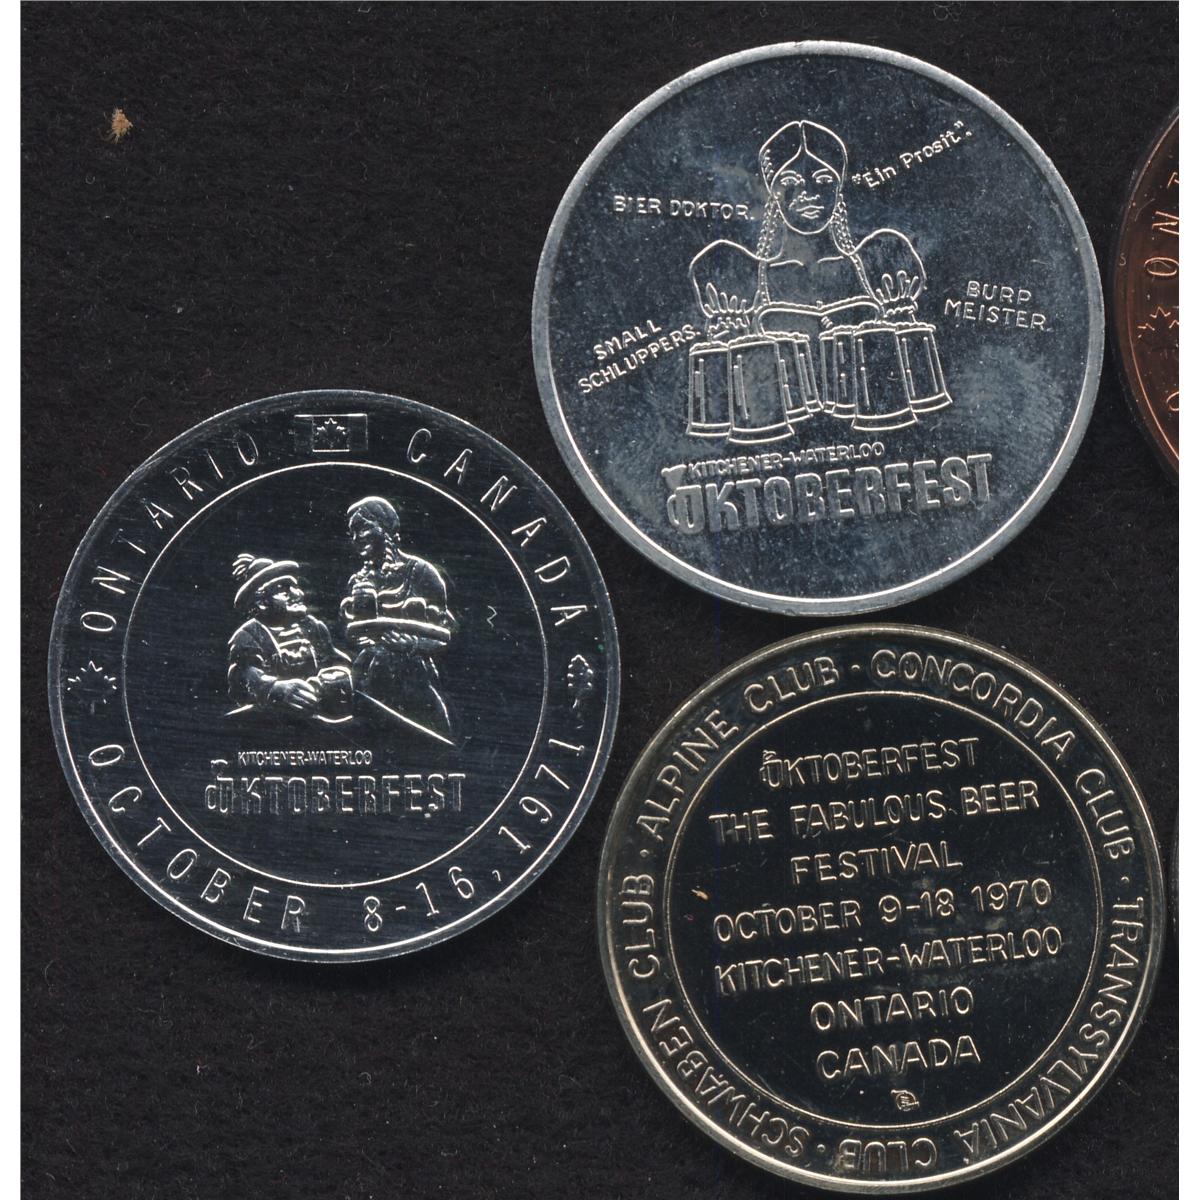 BIER DOKTOR.
"Ein Prosit".
SMALL
SCHLUPPERS.
BURP
MEISTER.
KITCHENER-WATERLOO
OKTOBERFEST
ONTARIO CANADA
OCTOBER 8-16, 1971
KITCHENER-WATERLOO
OKTOBERFEST
SCHWABEN CLUB · ALPINE CLUB · CONCORDIA CLUB · TRANSSYLVANIA CLUB ·
OKTOBERFEST
THE FABULOUS BEER
FESTIVAL
OCTOBER 9-18 1970
KITCHENER-WATERLOO
ONTARIO
CANADA